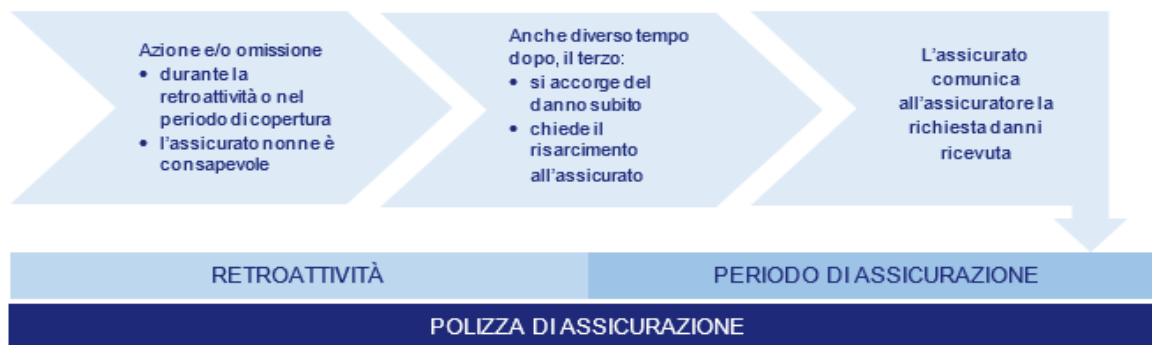 Azione e/o omissione
• durante la
retroattività o nel
periodo di copertura
• l'assicurato nonne è
consapevole
Anche diverso tempo
dopo, il terzo:
• si accorge del
danno subito
• chiede il
risarcimento
all'assicurato
L'assicurato
comunica
all'assicuratore la
richiesta danni
ricevuta
RETROATTIVITÀ
PERIODO DI ASSICURAZIONE
POLIZZA DI ASSICURAZIONE